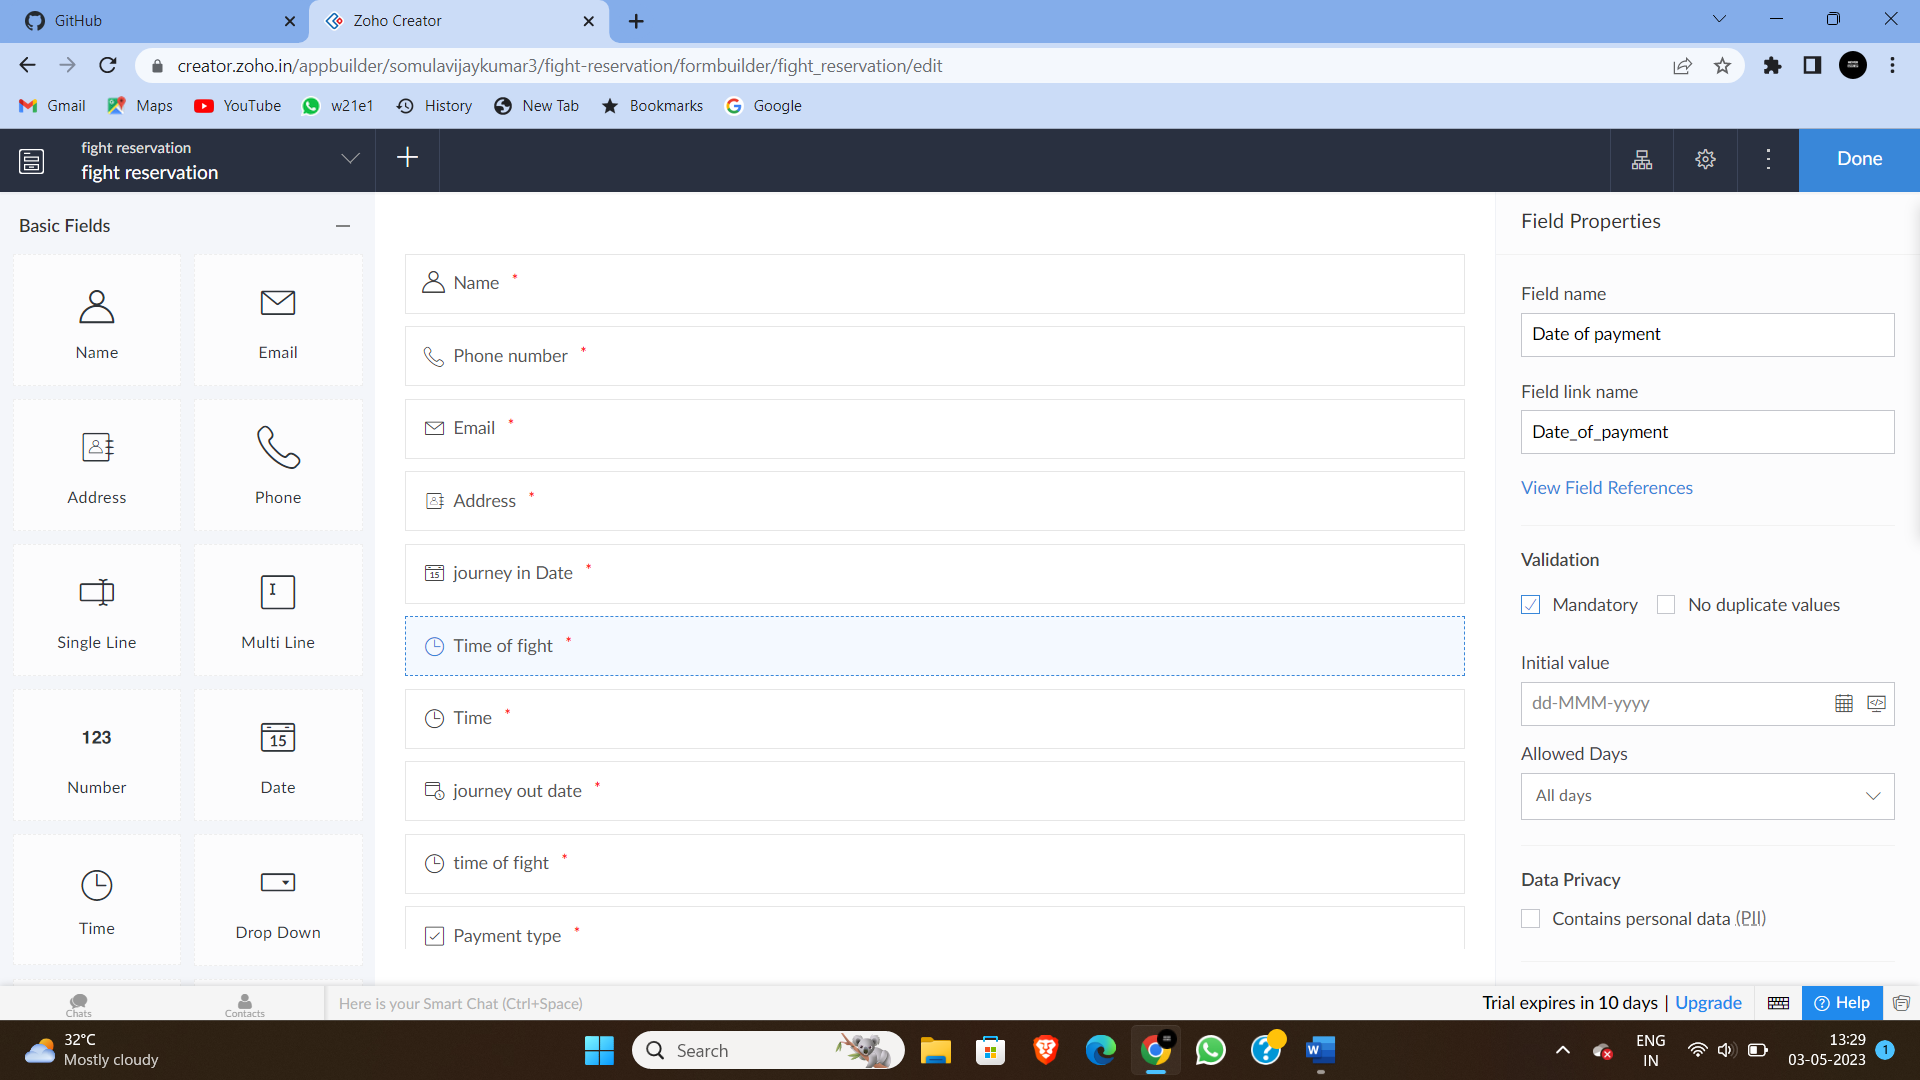 GitHub
Zoho Creator
creator.zoho.in/appbuilder/somulavijaykumar3/fight-reservation/formbuilder/fight_reservation/edit
Gmail Maps YouTube w21e1 History New Tab Bookmarks Google
fight reservation
fight reservation
Done
Basic Fields
Name Email
Address Phone
Single Line Multi Line
123 15
Number Date
Time Drop Down
Name *
Phone number *
Email *
Address *
15 journey in Date *
Time of fight *
Time *
journey out date *
time of fight *
Payment type *
Field Properties
Field name
Date of payment
Field link name
Date_of_payment
View Field References
Validation
Mandatory No duplicate values
Initial value
dd-MMM-yyyy
Allowed Days
All days
Data Privacy
Contains personal data (PII)
Chats Contacts Here is your Smart Chat (Ctrl+Space) Trial expires in 10 days | Upgrade Help
32°C
Mostly cloudy
Search
ENG
IN
13:29
03-05-2023
1